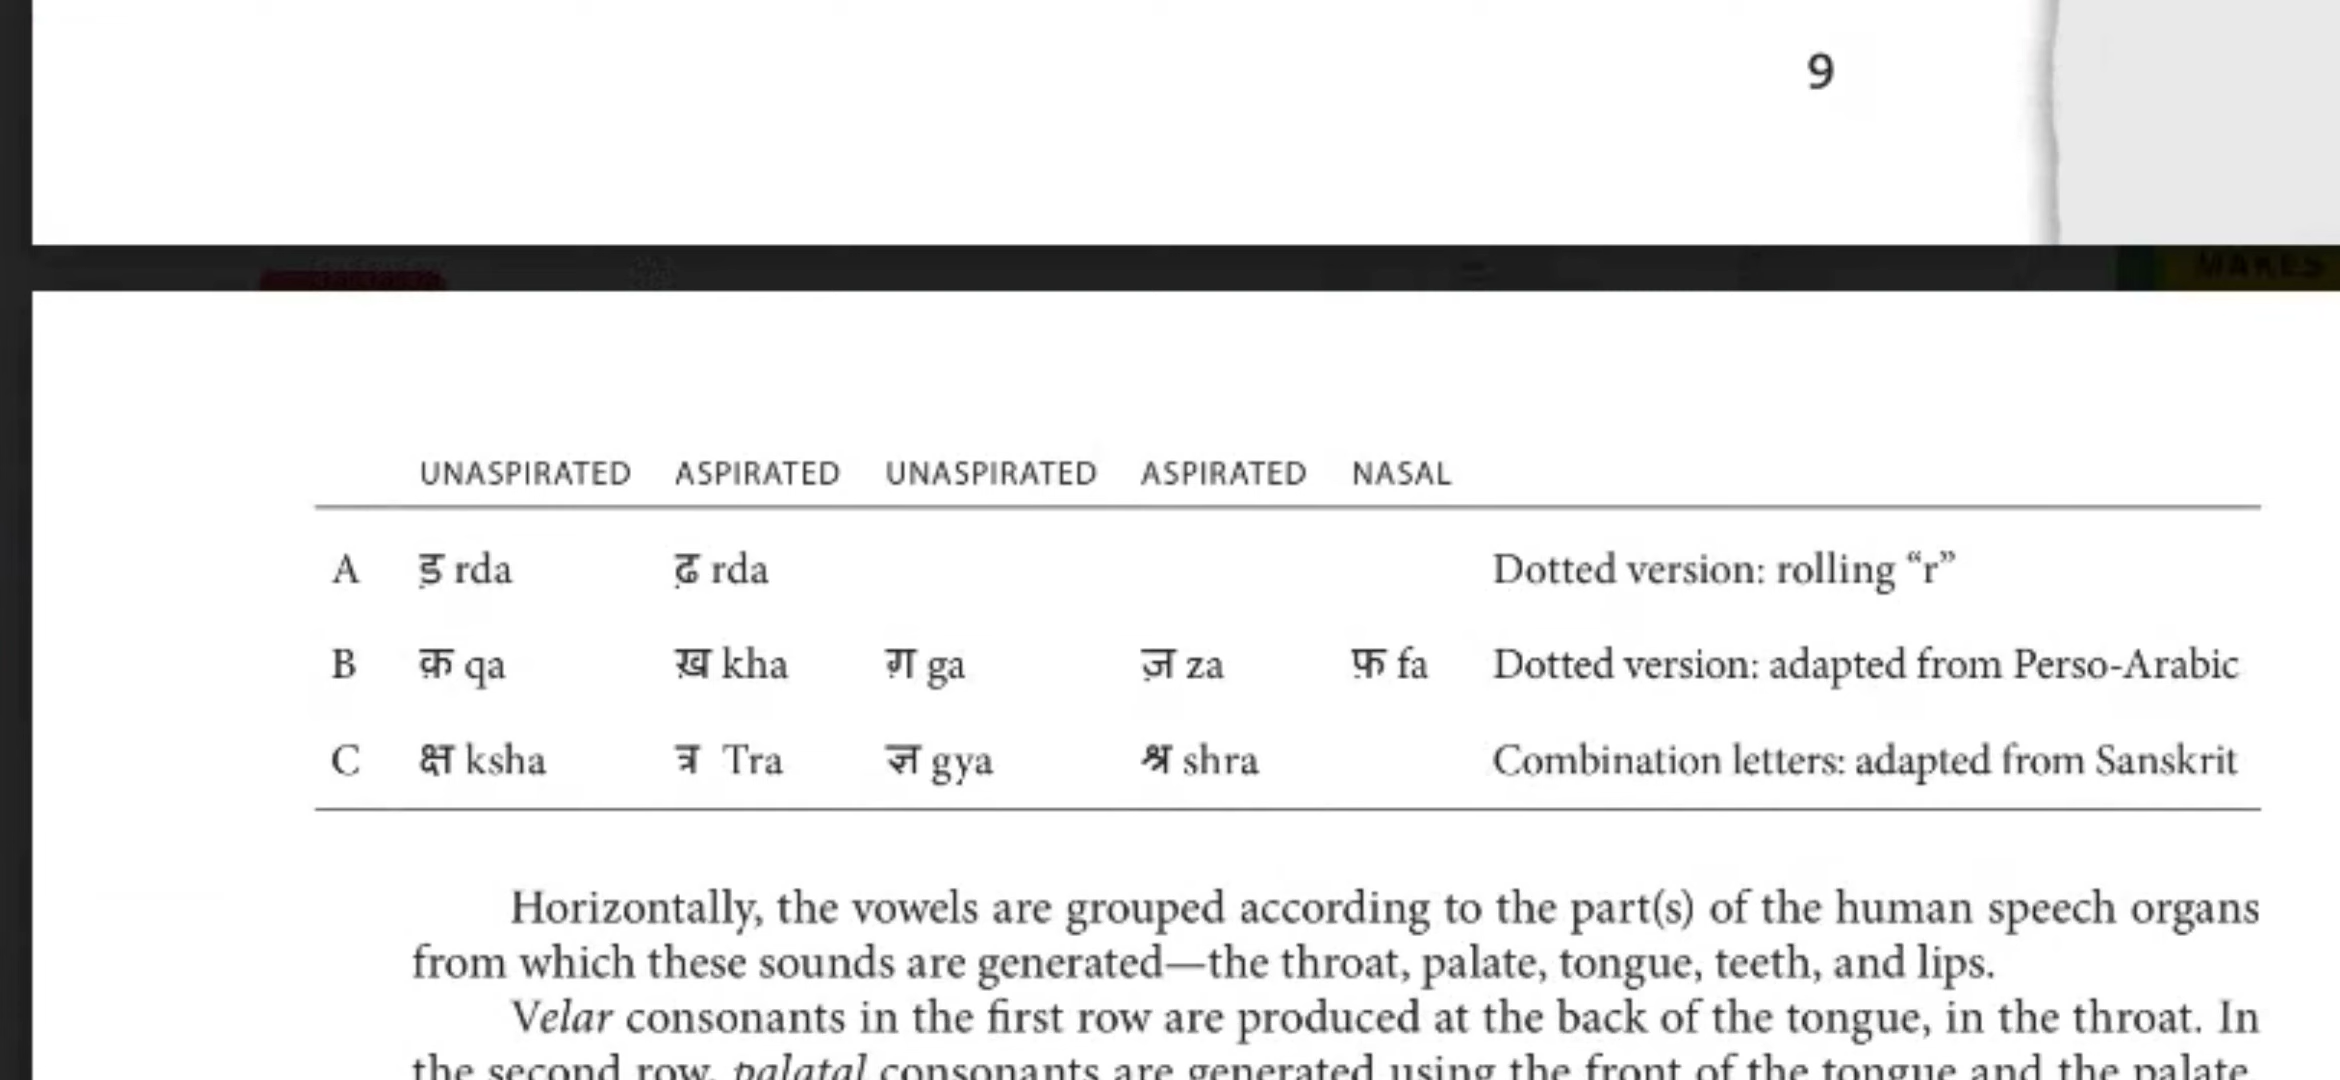 9
MAKES
UNASPIRATED ASPIRATED UNASPIRATED ASPIRATED NASAL
A ड़ rda ढ़ rda Dotted version: rolling “r”
B क़ qa ख़ kha ग़ ga ज़ za फ़ fa Dotted version: adapted from Perso-Arabic
C क्ष ksha त्र Tra ज्ञ gya श्र shra Combination letters: adapted from Sanskrit
Horizontally, the vowels are grouped according to the part(s) of the human speech organs
from which these sounds are generated—the throat, palate, tongue, teeth, and lips.
Velar consonants in the first row are produced at the back of the tongue, in the throat. In
the second row, palatal consonants are generated using the front of the tongue and the palate.